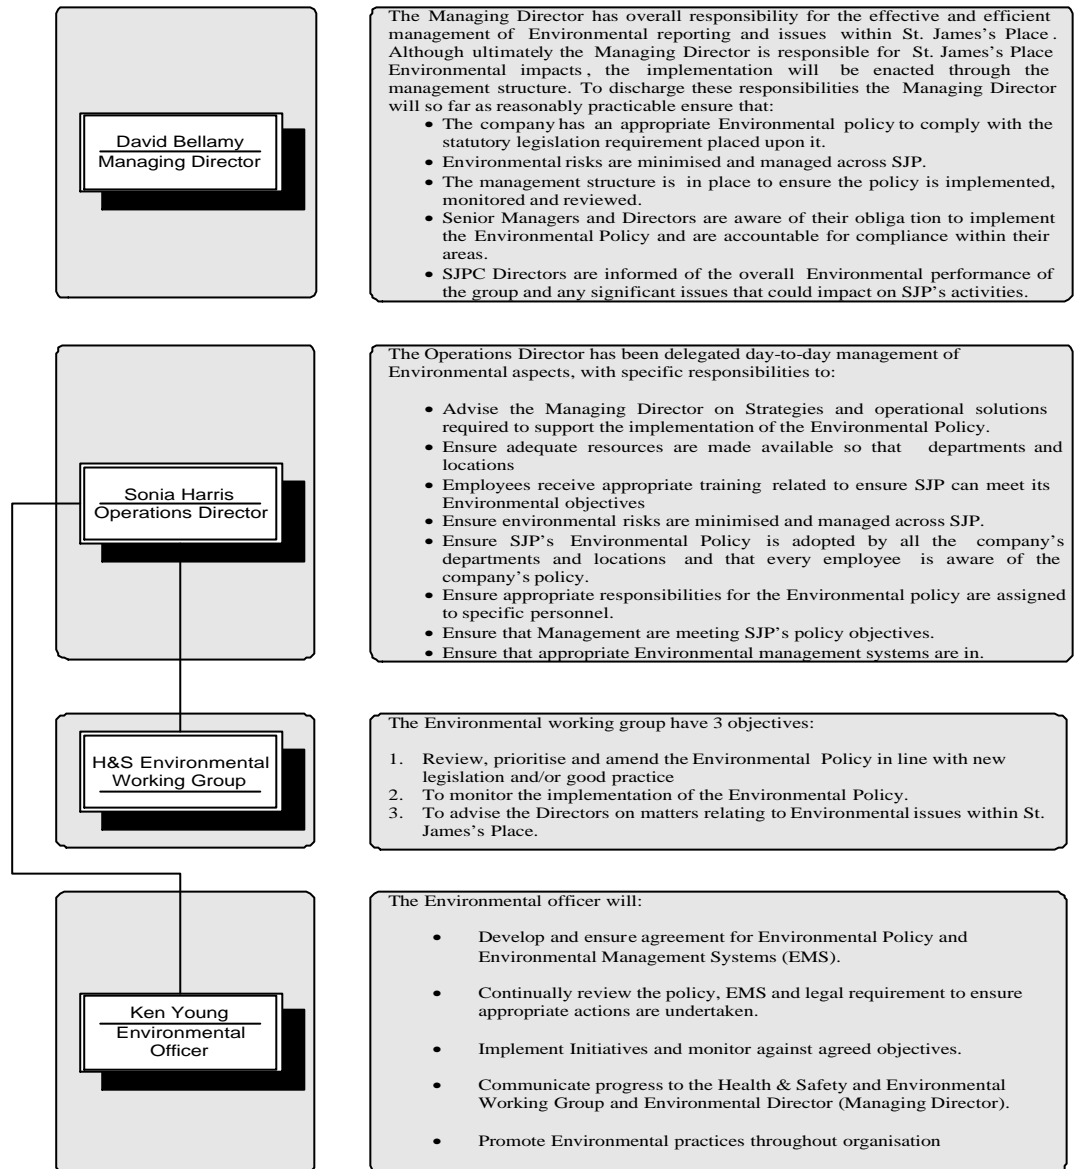 David Bellamy
Managing Director
The Managing Director has overall responsibility for the effective and efficient
management of Environmental reporting and issues within St. James's Place.
Although ultimately the Managing Director is responsible for St. James's Place
Environmental impacts, the implementation will be enacted through the
management structure. To discharge these responsibilities the Managing Director
will so far as reasonably practicable ensure that:
• The company has an appropriate Environmental policy to comply with the
statutory legislation requirement placed upon it.
• Environmental risks are minimised and managed across SJP.
• The management structure is in place to ensure the policy is implemented,
monitored and reviewed.
• Senior Managers and Directors are aware of their obliga tion to implement
the Environmental Policy and are accountable for compliance within their
areas.
• SJPC Directors are informed of the overall Environmental performance of
the group and any significant issues that could impact on SJP's activities.
Sonia Harris
Operations Director
The Operations Director has been delegated day-to-day management of
Environmental aspects, with specific responsibilities to:
• Advise the Managing Director on Strategies and operational solutions
required to support the implementation of the Environmental Policy.
• Ensure adequate resources are made available so that departments and
locations
• Employees receive appropriate training related to ensure SJP can meet its
Environmental objectives
• Ensure environmental risks are minimised and managed across SJP.
• Ensure SJP's Environmental Policy is adopted by all the company's
departments and locations and that every employee is aware of the
company's policy.
• Ensure appropriate responsibilities for the Environmental policy are assigned
to specific personnel.
• Ensure that Management are meeting SJP's policy objectives.
• Ensure that appropriate Environmental management systems are in.
H&S Environmental
Working Group
The Environmental working group have 3 objectives:
1. Review, prioritise and amend the Environmental Policy in line with new
legislation and/or good practice
2. To monitor the implementation of the Environmental Policy.
3. To advise the Directors on matters relating to Environmental issues within St.
James's Place.
Ken Young
Environmental
Officer
The Environmental officer will:
• Develop and ensure agreement for Environmental Policy and
Environmental Management Systems (EMS).
• Continually review the policy, EMS and legal requirement to ensure
appropriate actions are undertaken.
• Implement Initiatives and monitor against agreed objectives.
• Communicate progress to the Health & Safety and Environmental
Working Group and Environmental Director (Managing Director).
• Promote Environmental practices throughout organisation